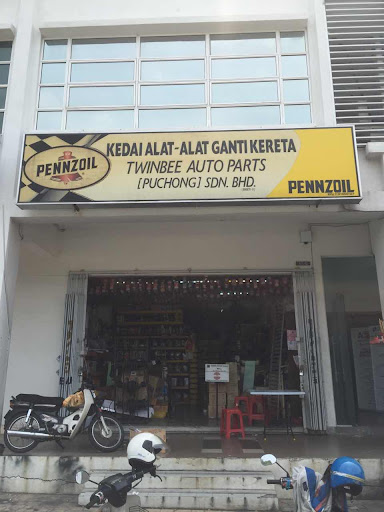 PENNZOIL
KEDAI ALAT-ALAT GANTI KERETA
TWINBEE AUTO PARTS
[PUCHONG] SDN. BHD.
PENNZOIL